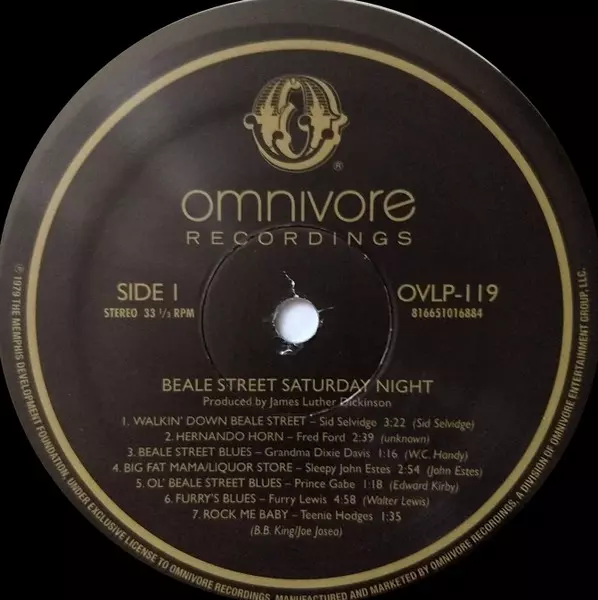 O
®
omnivore
RECORDINGS
SIDE 1 OVLP-119
STEREO 33 1/3 RPM 816651016884
BEALE STREET SATURDAY NIGHT
Produced by James Luther Dickinson
1. WALKIN' DOWN BEALE STREET – Sid Selvidge 3:22 (Sid Selvidge)
2. HERNANDO HORN – Fred Ford 2:39 (unknown)
3. BEALE STREET BLUES – Grandma Dixie Davis 1:16 (W.C. Handy)
4. BIG FAT MAMA/LIQUOR STORE – Sleepy John Estes 2:54 (John Estes)
5. OL' BEALE STREET BLUES – Prince Gabe 1:18 (Edward Kirby)
6. FURRY'S BLUES – Furry Lewis 4:58 (Walter Lewis)
7. ROCK ME BABY – Teenie Hodges 1:35
(B.B. King/Joe Josea)
℗ 1979 THE MEMPHIS DEVELOPMENT FOUNDATION, UNDER EXCLUSIVE LICENSE TO OMNIVORE RECORDINGS. MANUFACTURED AND MARKETED BY OMNIVORE RECORDINGS, A DIVISION OF OMNIVORE ENTERTAINMENT GROUP, LLC.